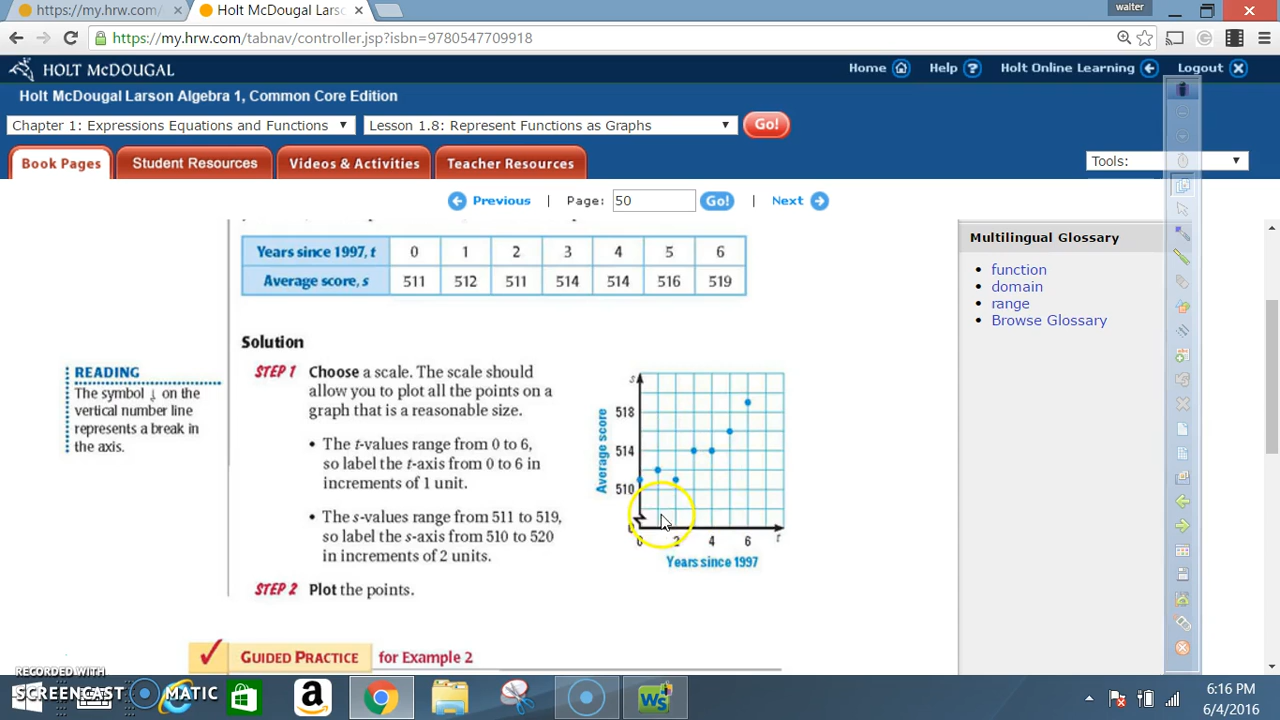 https://my.hrw.com/tabnav/ ×
Holt McDougal Larso ×
walter
https://my.hrw.com/tabnav/controller.jsp?isbn=9780547709918
HOLT MCDOUGAL
Home
Help ?
Holt Online Learning
Logout
Holt McDougal Larson Algebra 1, Common Core Edition
Chapter 1: Expressions Equations and Functions
Lesson 1.8: Represent Functions as Graphs
Go!
Book Pages
Student Resources
Videos & Activities
Teacher Resources
Tools:
Previous | Page: 50 Go! | Next
Years since 1997, t 0 1 2 3 4 5 6
Average score, s 511 512 511 514 514 516 519
Multilingual Glossary
• function
• domain
• range
• Browse Glossary
Solution
READING
The symbol ↓ on the
vertical number line
represents a break in
the axis.
STEP 1 Choose a scale. The scale should
allow you to plot all the points on a
graph that is a reasonable size.
• The t-values range from 0 to 6,
so label the t-axis from 0 to 6 in
increments of 1 unit.
• The s-values range from 511 to 519,
so label the s-axis from 510 to 520
in increments of 2 units.
STEP 2 Plot the points.
s
518
514
510
0
Average score
0 2 4 6 t
Years since 1997
GUIDED PRACTICE for Example 2
RECORDED WITH
SCREENCAST MATIC
WS
6:16 PM
6/4/2016